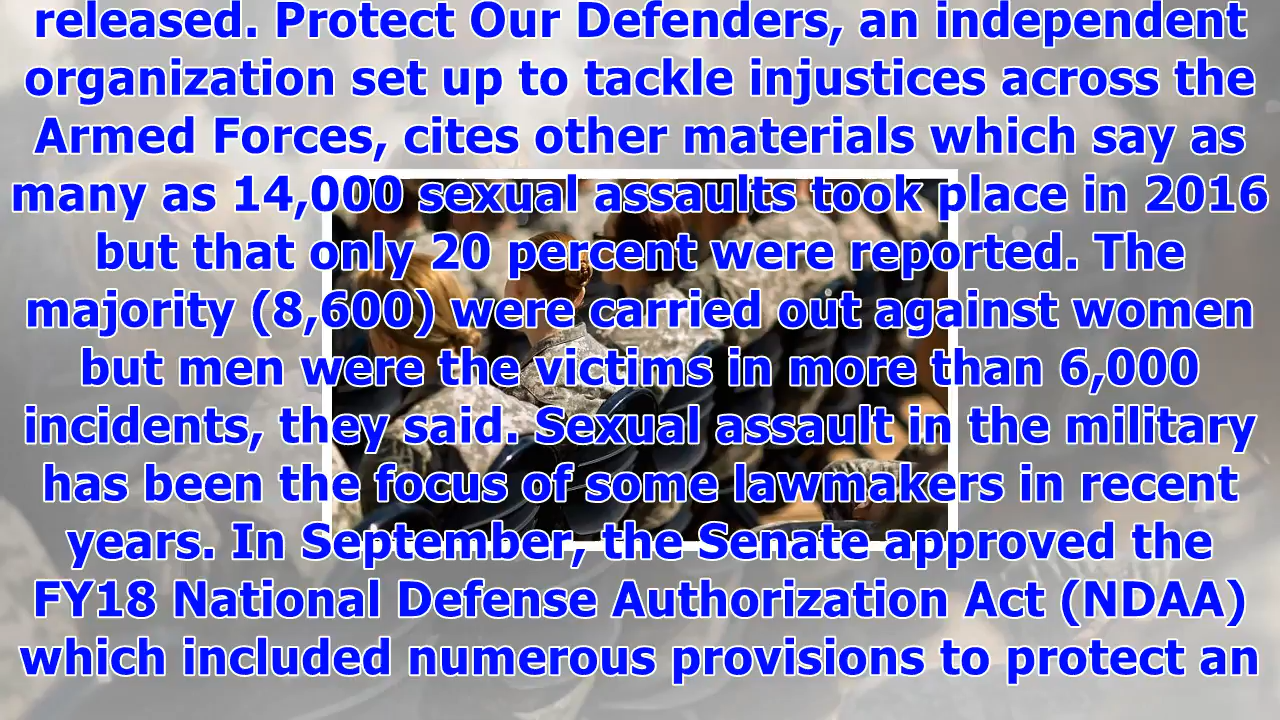 released. Protect Our Defenders, an independent
organization set up to tackle injustices across the
Armed Forces, cites other materials which say as
many as 14,000 sexual assaults took place in 2016
but that only 20 percent were reported. The
majority (8,600) were carried out against women
but men were the victims in more than 6,000
incidents, they said. Sexual assault in the military
has been the focus of some lawmakers in recent
years. In September, the Senate approved the
FY18 National Defense Authorization Act (NDAA)
which included numerous provisions to protect an